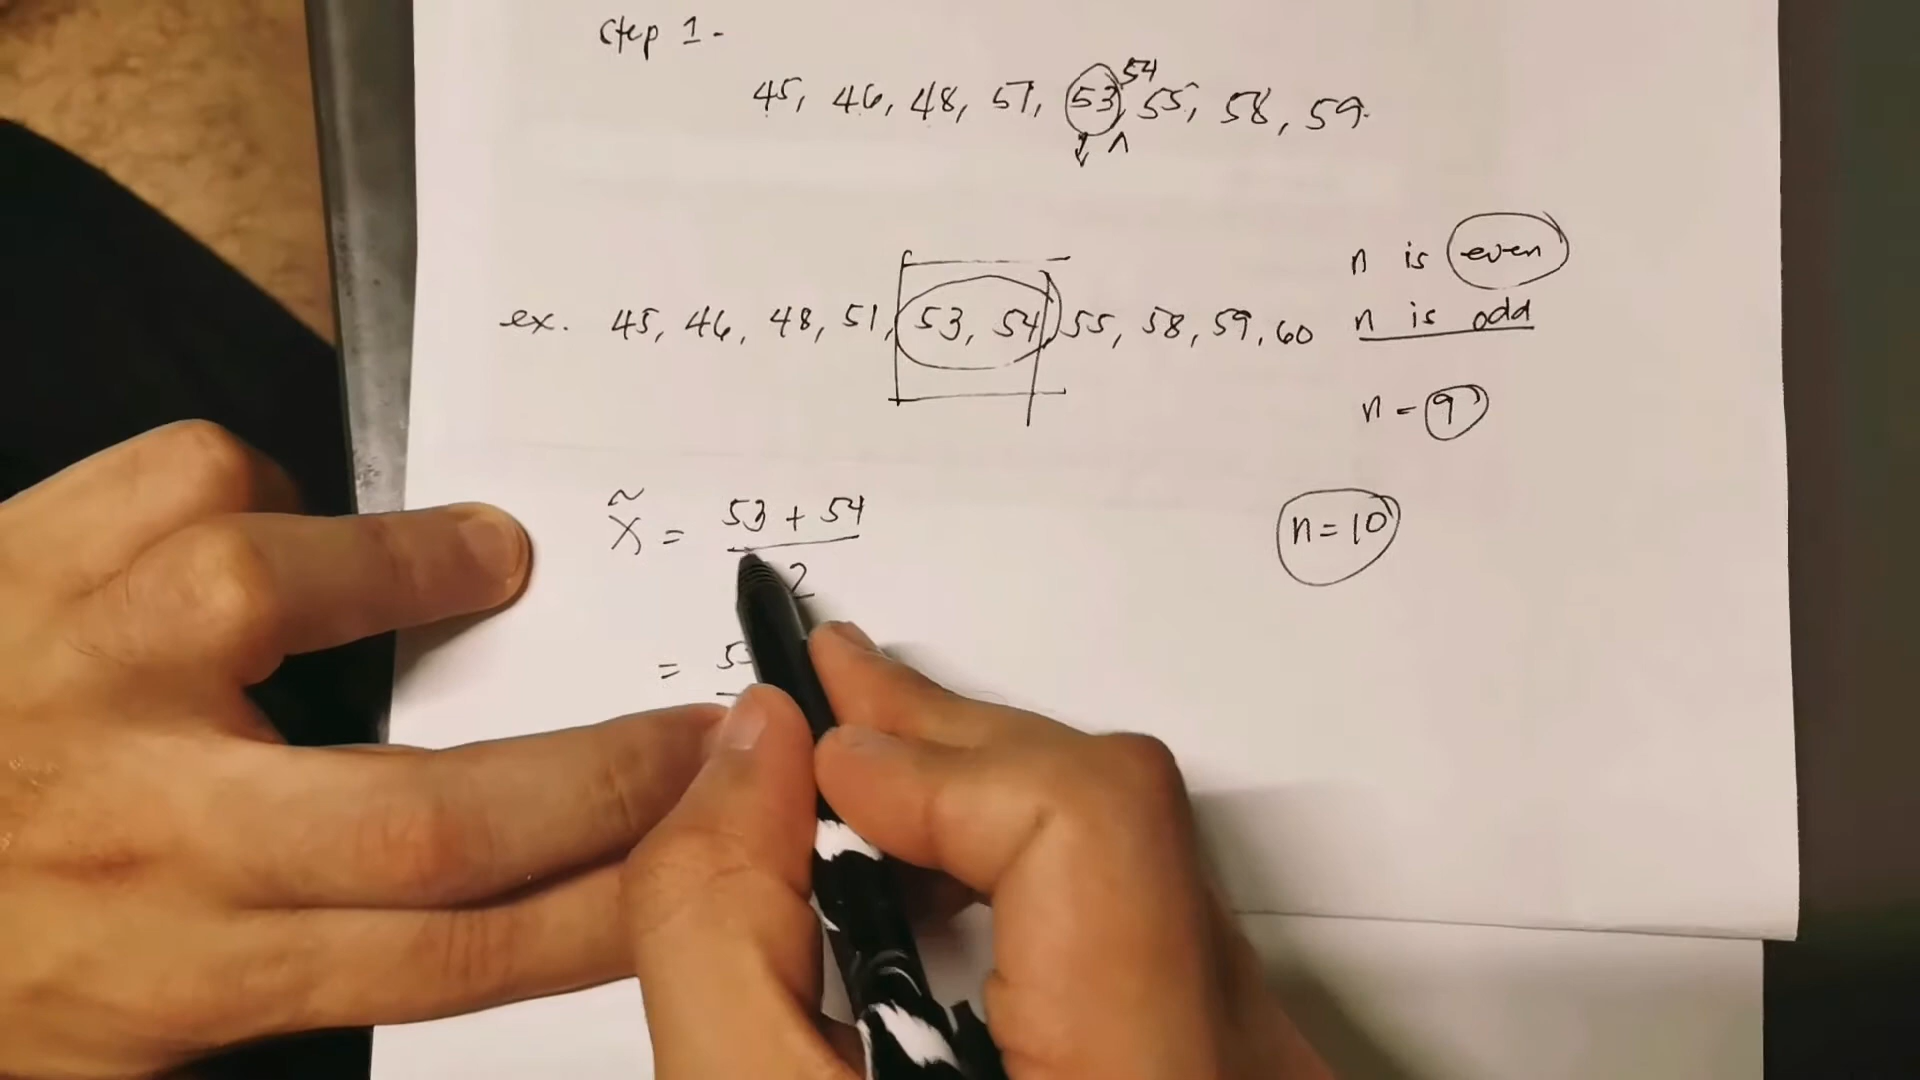 Step 1-
54
45, 46, 48, 51, 53, 55, 58, 59.
n is even
ex. 45, 46, 48, 51, 53, 54, 55, 58, 59, 60
n is odd
n = 9
x̃ = 53 + 54
2
n = 10
=